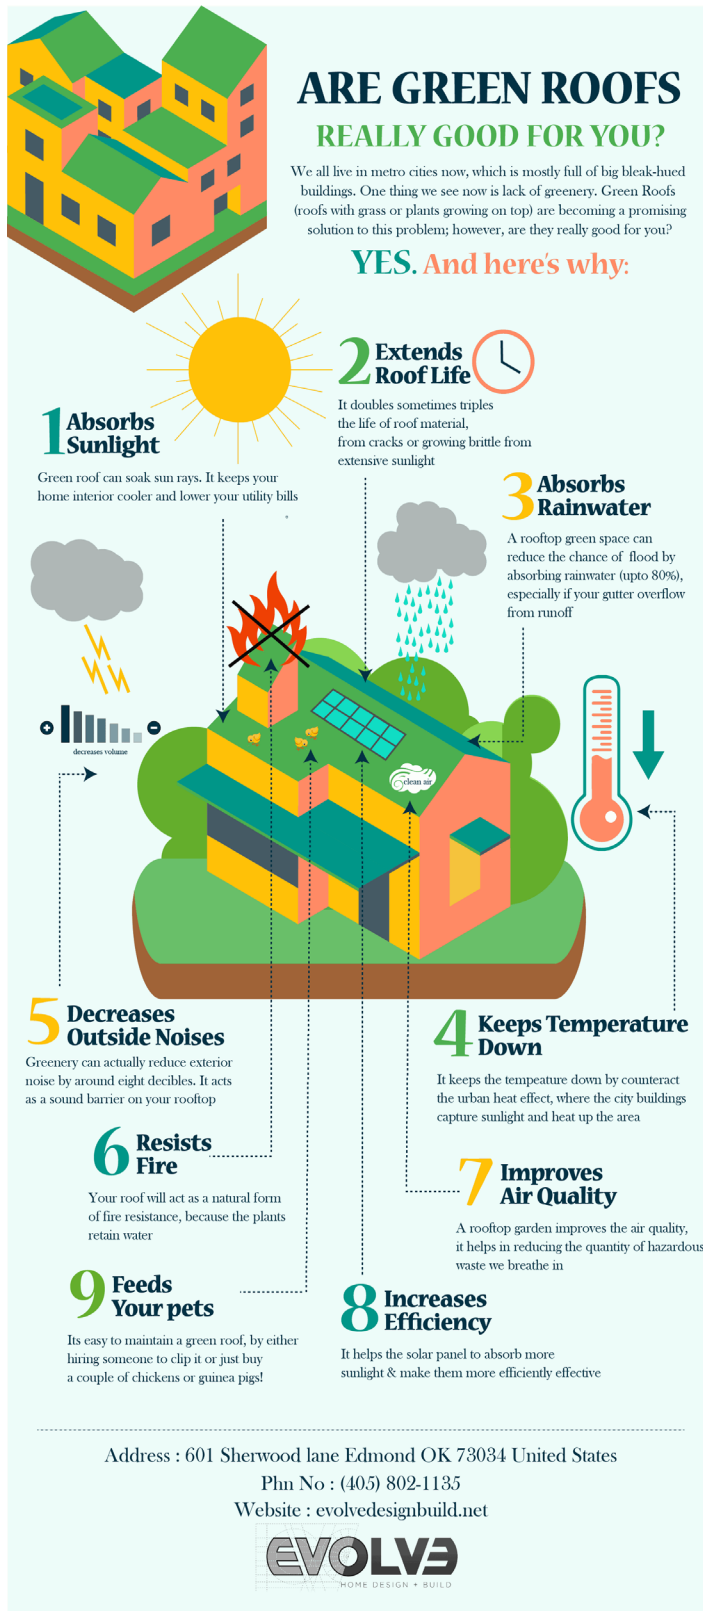 ARE GREEN ROOFS
REALLY GOOD FOR YOU?
We all live in metro cities now, which is mostly full of big bleak-hued
buildings. One thing we see now is lack of greenery. Green Roofs
(roofs with grass or plants growing on top) are becoming a promising
solution to this problem; however, are they really good for you?
YES. And here's why:
1 Absorbs
Sunlight
Green roof can soak sun rays. It keeps your
home interior cooler and lower your utility bills
2 Extends
Roof Life
It doubles sometimes triples
the life of roof material,
from cracks or growing brittle from
extensive sunlight
3 Absorbs
Rainwater
A rooftop green space can
reduce the chance of flood by
absorbing rainwater (upto 80%),
especially if your gutter overflow
from runoff
decreases volume
clean air
5 Decreases
Outside Noises
Greenery can actually reduce exterior
noise by around eight decibles. It acts
as a sound barrier on your rooftop
4 Keeps Temperature
Down
It keeps the tempeature down by counteract
the urban heat effect, where the city buildings
capture sunlight and heat up the area
6 Resists
Fire
Your roof will act as a natural form
of fire resistance, because the plants
retain water
7 Improves
Air Quality
A rooftop garden improves the air quality,
it helps in reducing the quantity of hazardous
waste we breathe in
9 Feeds
Your pets
Its easy to maintain a green roof, by either
hiring someone to clip it or just buy
a couple of chickens or guinea pigs!
8 Increases
Efficiency
It helps the solar panel to absorb more
sunlight & make them more efficiently effective
Address : 601 Sherwood lane Edmond OK 73034 United States
Phn No : (405) 802-1135
Website : evolvedesignbuild.net
EVOLVE
HOME DESIGN + BUILD